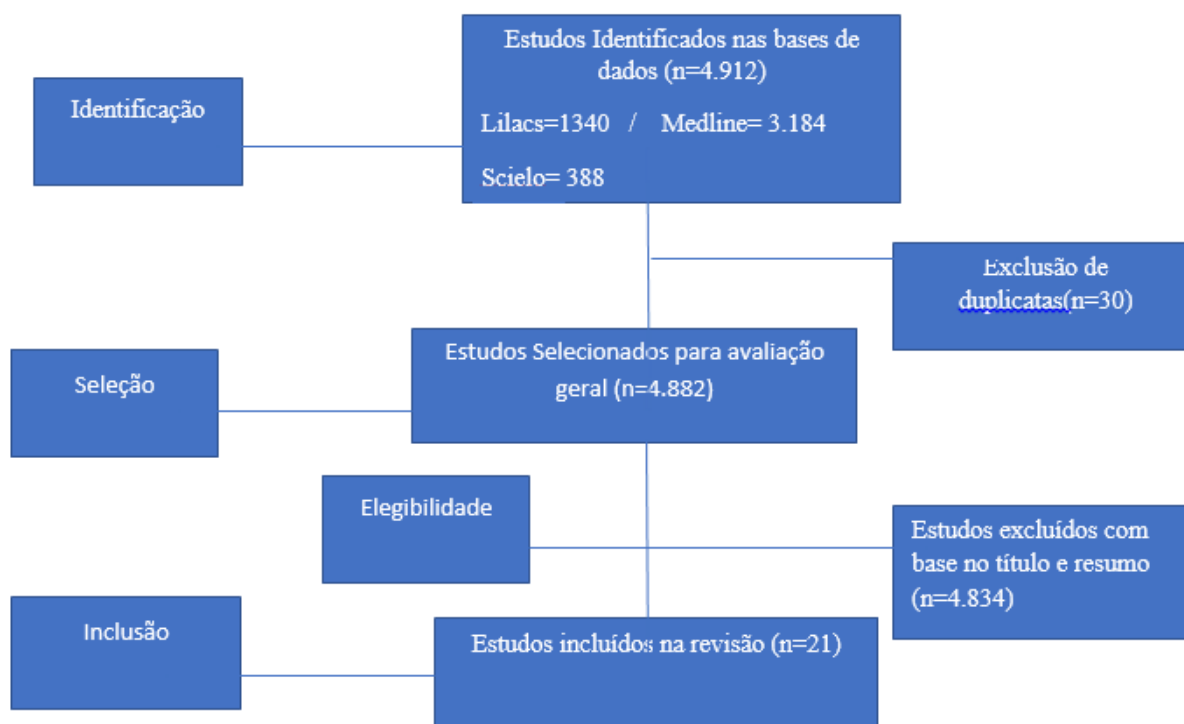 Estudos Identificados nas bases de
dados (n=4.912)
Identificação
Lilacs=1340 / Medline= 3.184
Scielo= 388
Exclusão de
duplicatas(n=30)
Estudos Selecionados para avaliação
geral (n=4.882)
Seleção
Elegibilidade
Estudos excluídos com
base no título e resumo
(n=4.834)
Inclusão
Estudos incluídos na revisão (n=21)